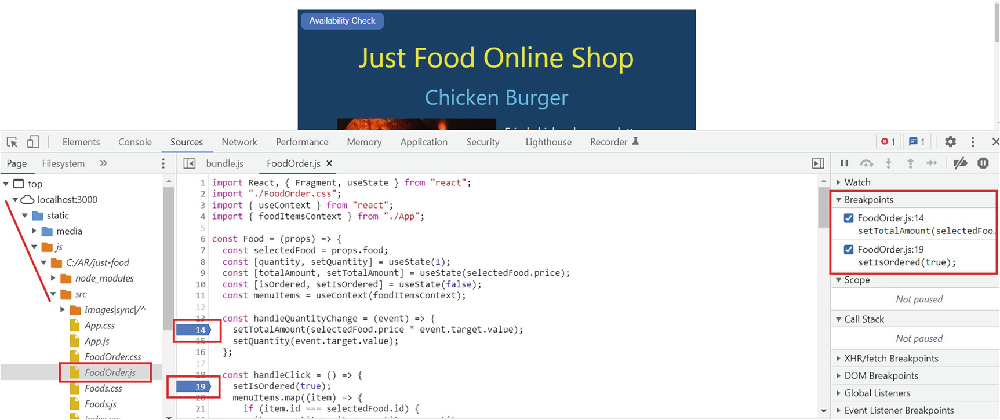 Availability Check
Just Food Online Shop
Chicken Burger
Elements Console Sources Network Performance Memory Application Security Lighthouse Recorder 1 1
Page Filesystem »
top
localhost:3000
static
media
js
C:/AR/just-food
node_modules
src
images|sync|/^
App.css
App.js
FoodOrder.css
FoodOrder.js
Foods.css
Foods.js
bundle.js FoodOrder.js ×
1 import React, { Fragment, useState } from "react";
2 import "./FoodOrder.css";
3 import { useContext } from "react";
4 import { foodItemsContext } from "./App";
5
6 const Food = (props) => {
7 const selectedFood = props.food;
8 const [quantity, setQuantity] = useState(1);
9 const [totalAmount, setTotalAmount] = useState(selectedFood.price);
10 const [isOrdered, setIsOrdered] = useState(false);
11 const menuItems = useContext(foodItemsContext);
12
13 const handleQuantityChange = (event) => {
14 setTotalAmount(selectedFood.price * event.target.value);
15 setQuantity(event.target.value);
16 };
17
18 const handleClick = () => {
19 setIsOrdered(true);
20 menuItems.map((item) => {
21 if (item.id === selectedFood.id) {
Watch
Breakpoints
FoodOrder.js:14
setTotalAmount(selectedFoo…
FoodOrder.js:19
setIsOrdered(true);
Scope
Not paused
Call Stack
Not paused
XHR/fetch Breakpoints
DOM Breakpoints
Global Listeners
Event Listener Breakpoints